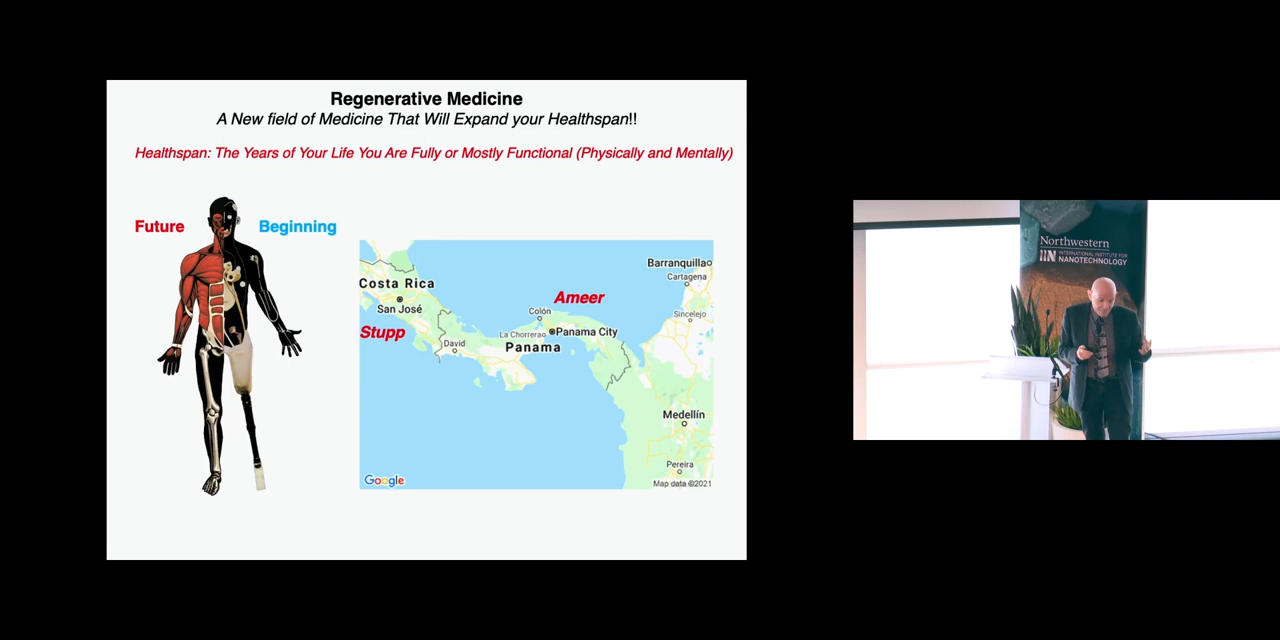 Regenerative Medicine
A New field of Medicine That Will Expand your Healthspan!!
Healthspan: The Years of Your Life You Are Fully or Mostly Functional (Physically and Mentally)
Future
Beginning
Costa Rica
San José
Stupp
David
Ameer
Colón
La Chorrerao
Panama City
Panama
Barranquilla
Cartagena
Sincelejo
Medellín
Pereira
Google
Map data ©2021
Northwestern
INTERNATIONAL INSTITUTE FOR
NANOTECHNOLOGY